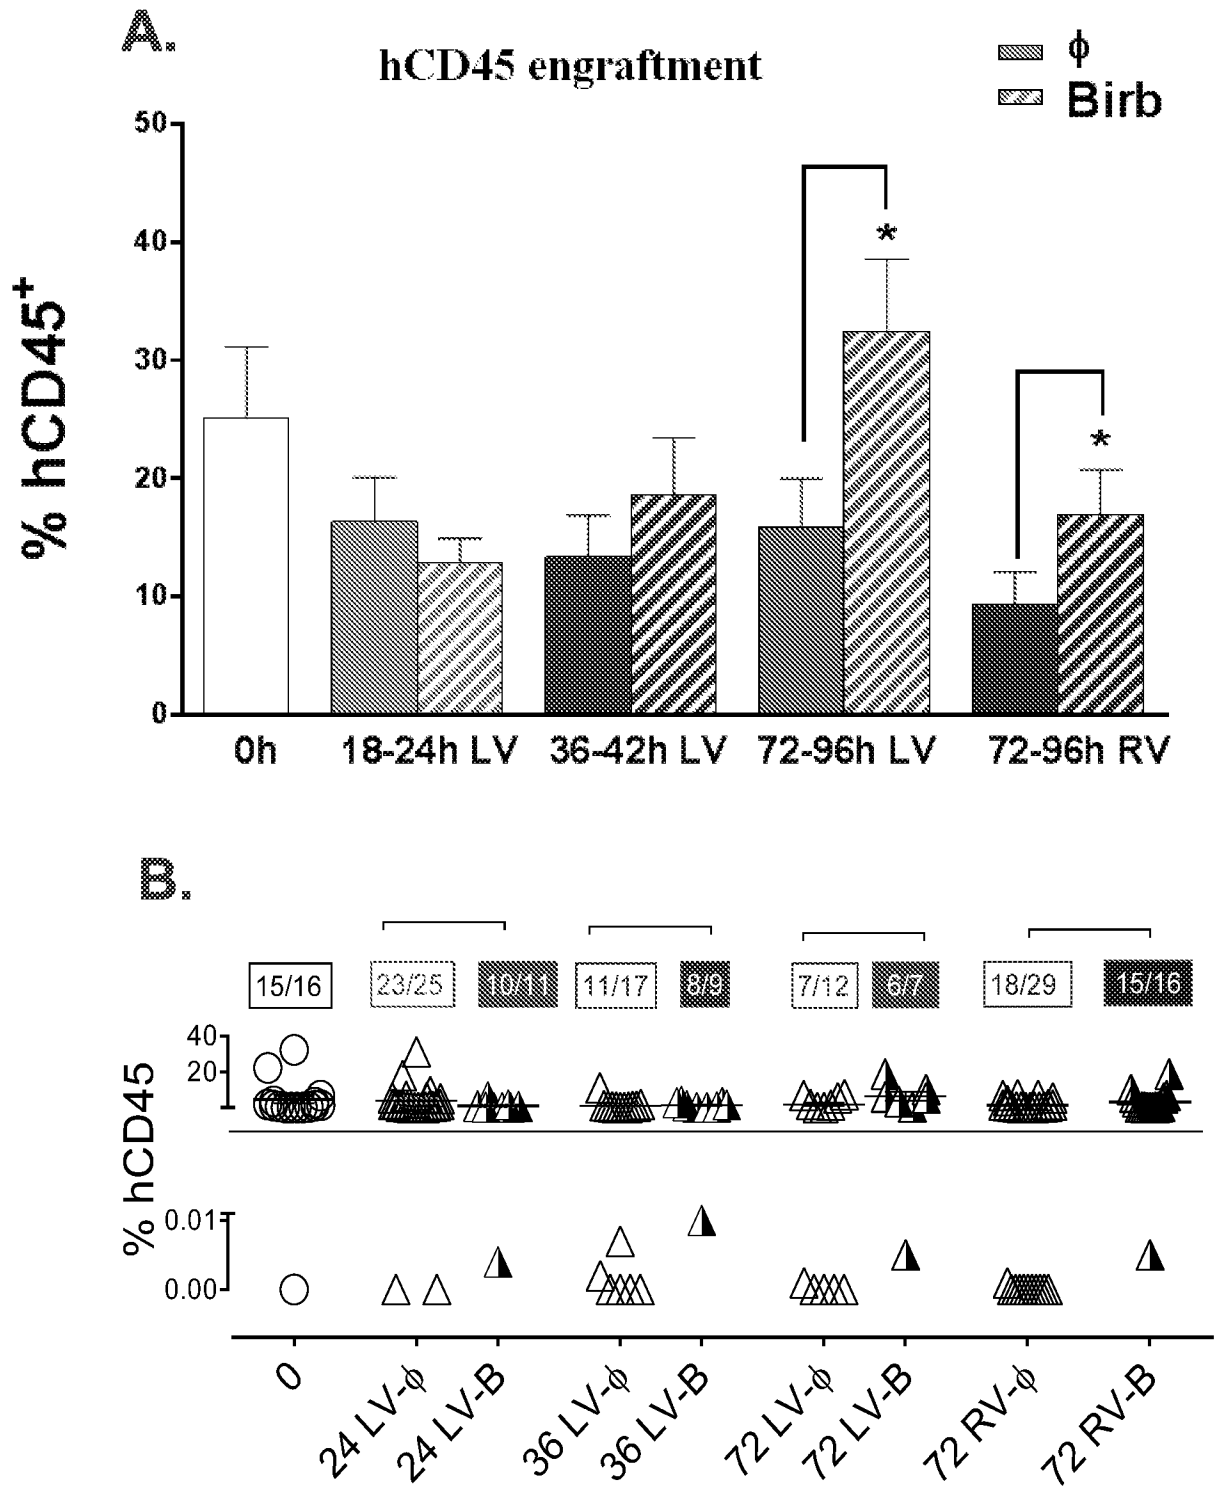 A.
hCD45 engraftment
ϕ
Birb
% hCD45+
50
40
30
20
10
0
0h 18-24h LV 36-42h LV 72-96h LV 72-96h RV
*
*
B.
15/16 23/25 10/11 11/17 8/9 7/12 6/7 18/29 15/16
% hCD45
40
20
0.01
0.00
0 24 LV-ϕ 24 LV-B 36 LV-ϕ 36 LV-B 72 LV-ϕ 72 LV-B 72 RV-ϕ 72 RV-B